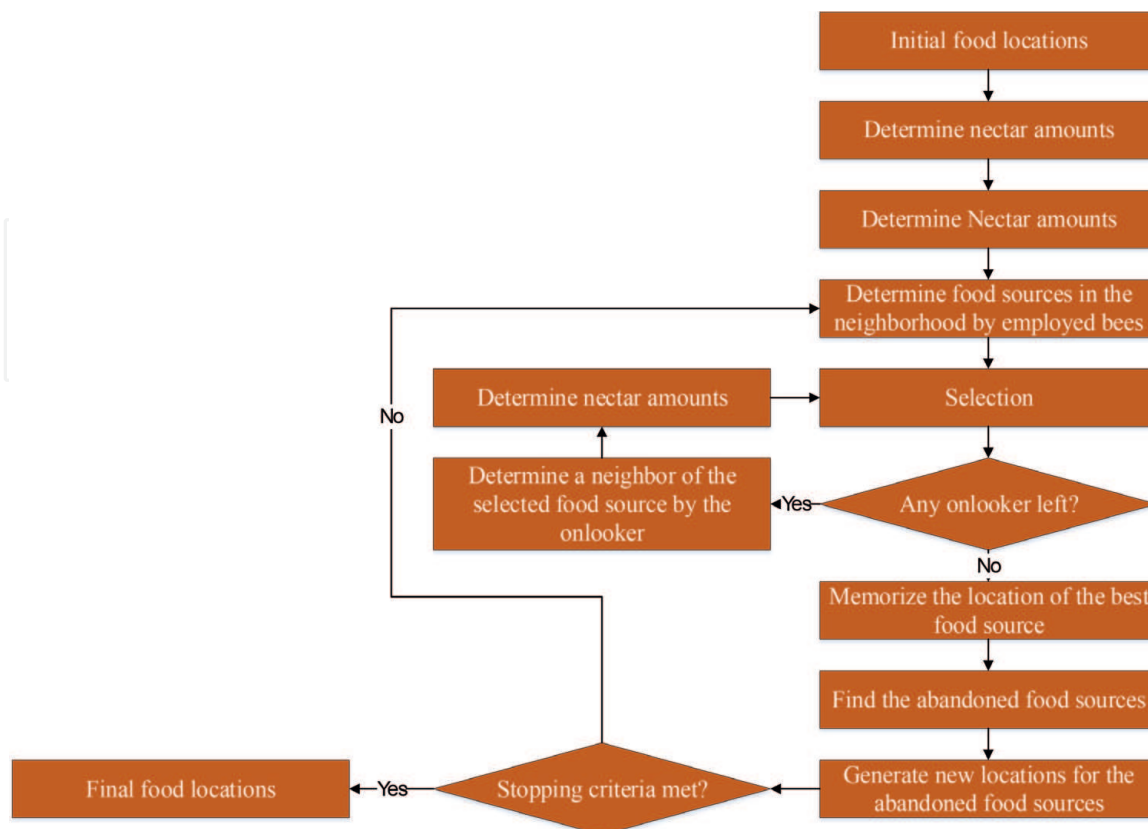 Initial food locations
Determine nectar amounts
Determine Nectar amounts
Determine food sources in the
neighborhood by employed bees
Selection
Determine nectar amounts
Determine a neighbor of the
selected food source by the
onlooker
Yes
Any onlooker left?
No
No
Memorize the location of the best
food source
Find the abandoned food sources
Generate new locations for the
abandoned food sources
Stopping criteria met?
Yes
Final food locations